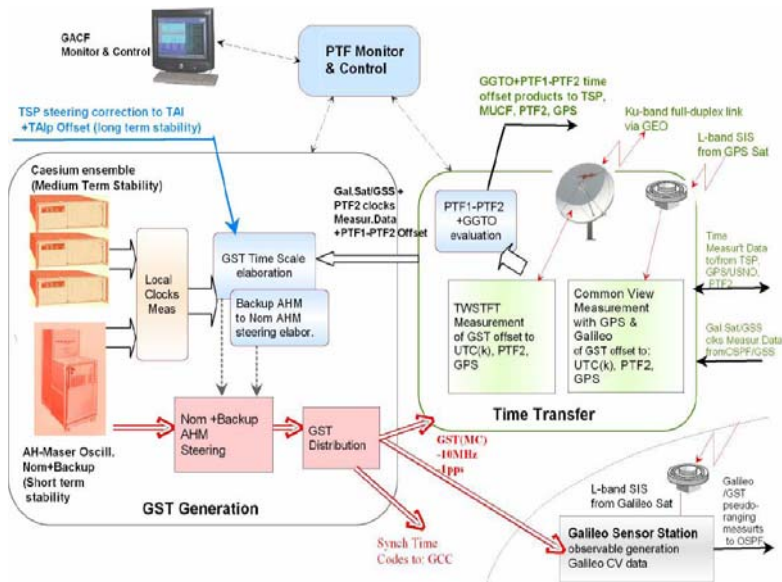 GACF
Monitor & Control
PTF Monitor
& Control
TSP steering correction to TAI
+TAIp Offset (long term stability)
GGTO+PTF1-PTF2 time
offset products to TSP,
MUCF, PTF2, GPS
Ku-band full-duplex link
via GEO
L-band SIS
from GPS Sat
Caesium ensemble
(Medium Term Stability)
Gal.Sat/GSS +
PTF2 clocks
Measur.Data
+PTF1-PTF2 Offset
PTF1-PTF2
+GGTO
evaluation
GST Time Scale
elaboration
Local
Clocks
Meas
Backup AHM
to Nom AHM
steering elabor.
TWSTFT
Measurement
of GST offset to
UTC(k), PTF2,
GPS
Common View
Measurement
with GPS &
Galileo
of GST offset to:
UTC(k), PTF2,
GPS
Time
Measurt Data
to/from TSP,
GPS/USNO,
PTF2
Gal.Sat/GSS
clks Measur Data
fromOSPF/GSS
Time Transfer
Nom +Backup
AHM
Steering
GST
Distribution
GST(MC)
-10MHz
-1pps
AH-Maser Oscill.
Nom+Backup
(Short term
stability
GST Generation
Synch Time
Codes to: GCC
L-band SIS
from Galileo Sat
Galileo
/GST
pseudo-
ranging
measurts
to OSPF
Galileo Sensor Station
observable generation
Galileo CV data